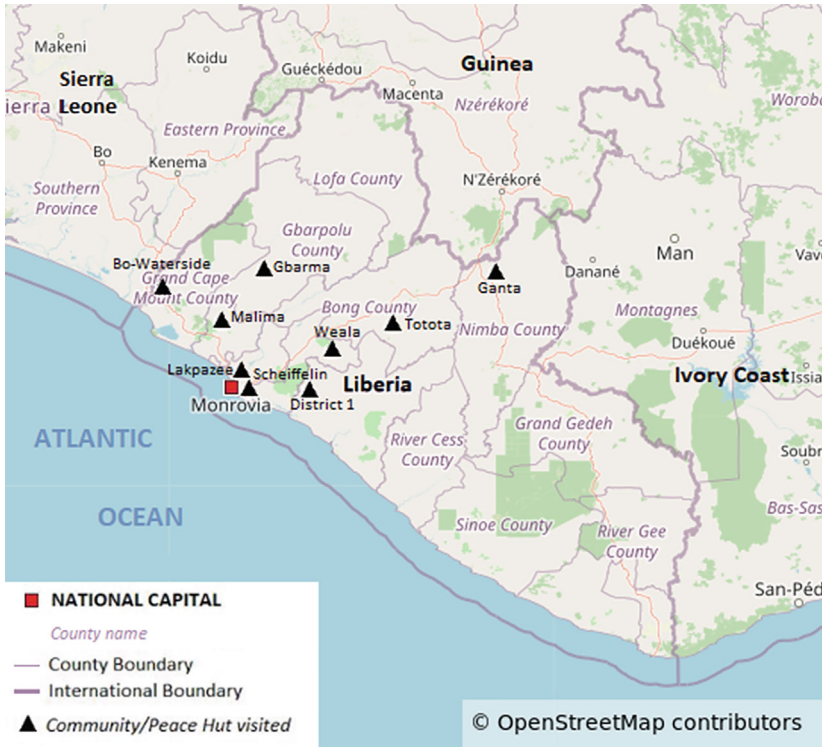 Makeni
Koidu
Sierra
Leone
ierra
Guéckédou
Guinea
Macenta
Nzérékoré
Woroba
Eastern Province
Bo
Kenema
Lofa County
N'Zérékoré
Southern
Province
Gbarpolu
County
Man
Vavo
Bo-Waterside
Gbarma
Danané
Grand Cape
Mount County
Ganta
Malima
Bong County
Totota
Montagnes
Weala
Nimba County
Duékoué
Lakpazee
Scheiffelin
Liberia
Ivory Coast
Issia
Monrovia
District 1
ATLANTIC
River Cess
County
Grand Gedeh
County
Soubr
OCEAN
Sinoe County
River Gee
County
Bas-Sas
San-Péd
NATIONAL CAPITAL
County name
County Boundary
International Boundary
Community/Peace Hut visited
© OpenStreetMap contributors